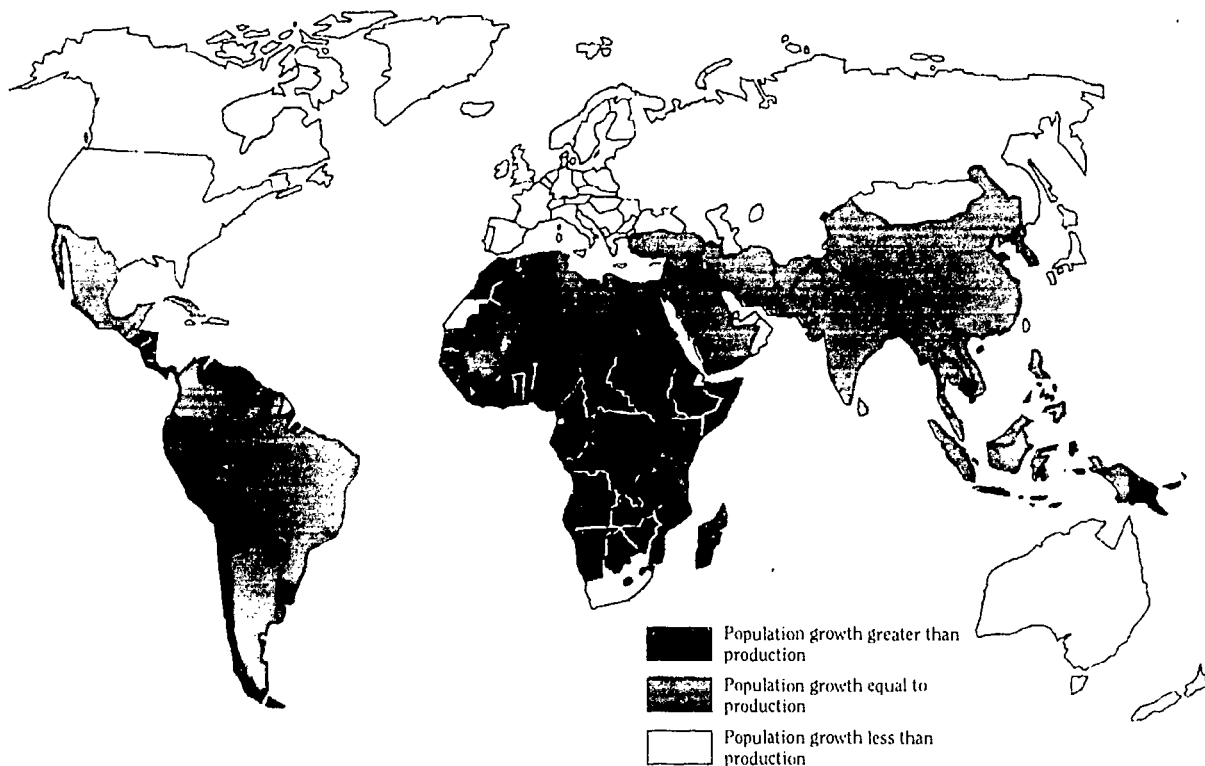 Population growth greater than
production
Population growth equal to
production
Population growth less than
production